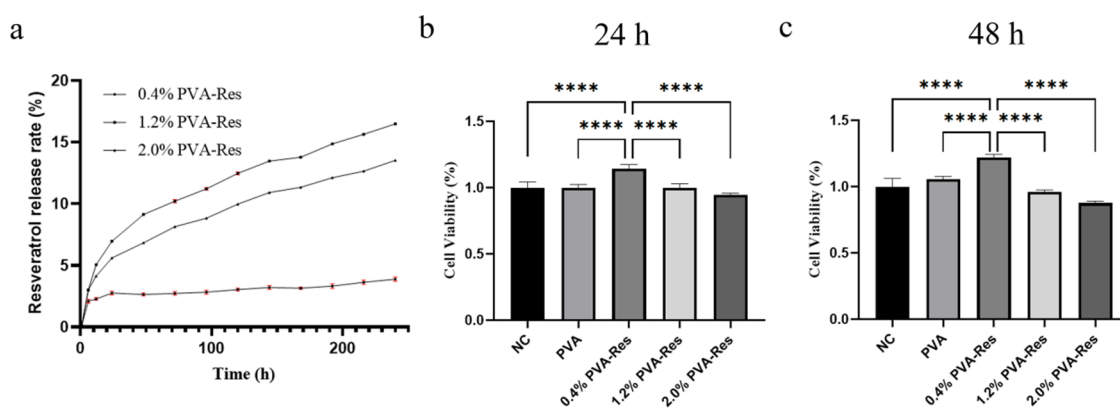 a
b
24 h
c
48 h
Resveratrol release rate (%)
20
15
10
5
0
0.4% PVA-Res
1.2% PVA-Res
2.0% PVA-Res
0
100
200
Time (h)
Cell Viability (%)
1.5
1.0
0.5
0.0
****
****
**** ****
NC
PVA
0.4% PVA-Res
1.2% PVA-Res
2.0% PVA-Res
Cell Viability (%)
1.5
1.0
0.5
0.0
****
****
**** ****
NC
PVA
0.4% PVA-Res
1.2% PVA-Res
2.0% PVA-Res